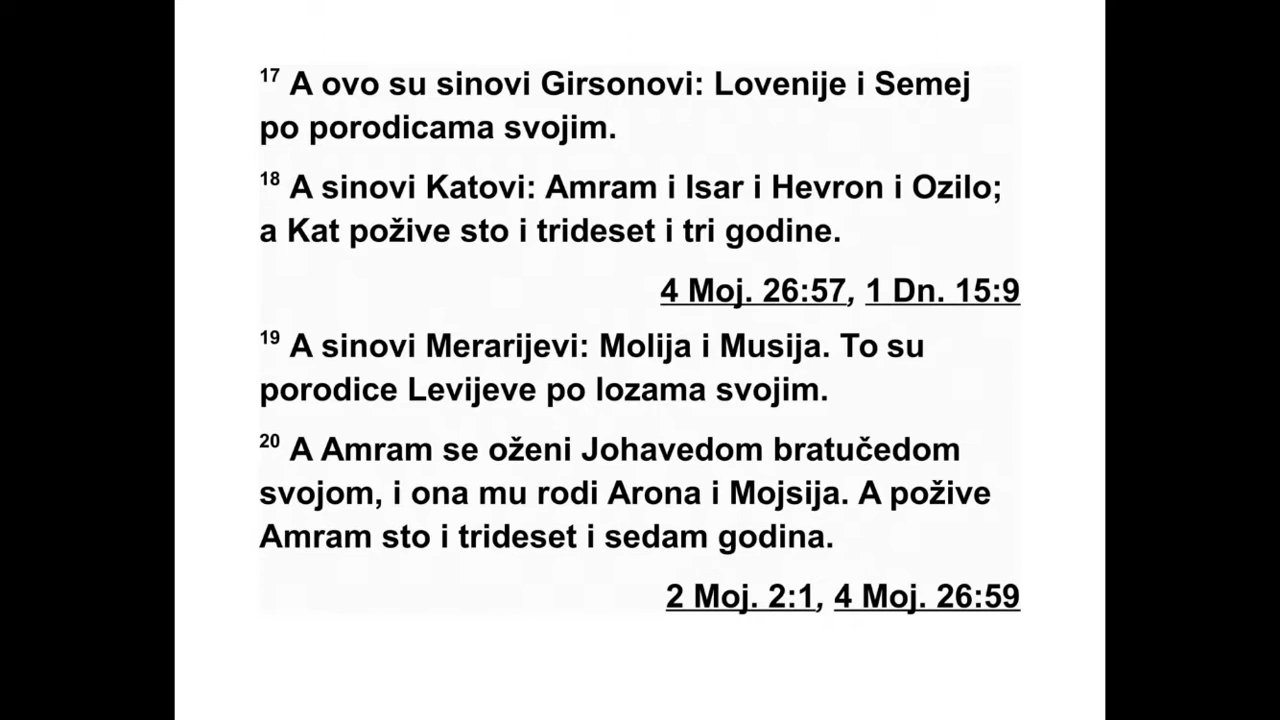 17 A ovo su sinovi Girsonovi: Lovenije i Semej
po porodicama svojim.
18 A sinovi Katovi: Amram i Isar i Hevron i Ozilo;
a Kat požive sto i trideset i tri godine.
4 Moj. 26:57, 1 Dn. 15:9
19 A sinovi Merarijevi: Molija i Musija. To su
porodice Levijeve po lozama svojim.
20 A Amram se oženi Johavedom bratučedom
svojom, i ona mu rodi Arona i Mojsija. A požive
Amram sto i trideset i sedam godina.
2 Moj. 2:1, 4 Moj. 26:59